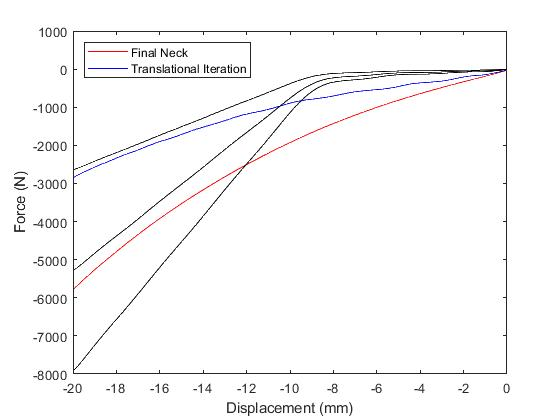 1000
0
-1000
-2000
-3000
-4000
-5000
-6000
-7000
-8000
Force (N)
Final Neck
Translational Iteration
-20 -18 -16 -14 -12 -10 -8 -6 -4 -2 0
Displacement (mm)